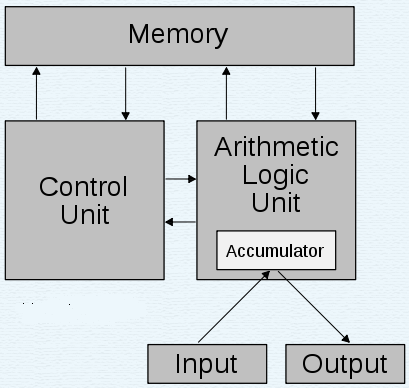 Memory
Control
Unit
Arithmetic
Logic
Unit
Accumulator
Input
Output